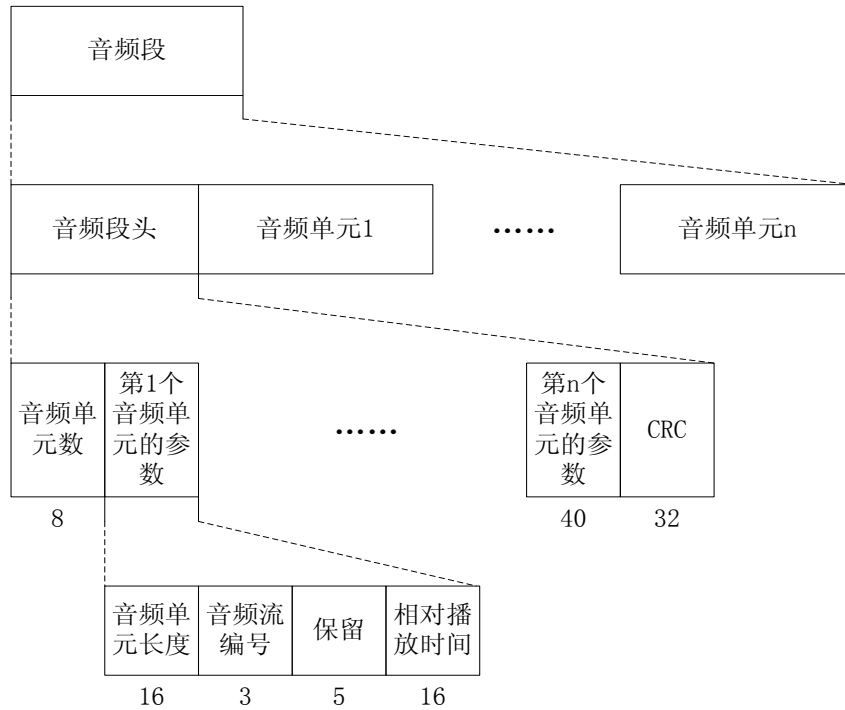 音频段
音频段头
音频单元1
……
音频单元n
音频单
元数
第1个
音频单
元的参
数
……
第n个
音频单
元的参
数
CRC
8
40
32
音频单
元长度
音频流
编号
保留
相对播
放时间
16
3
5
16